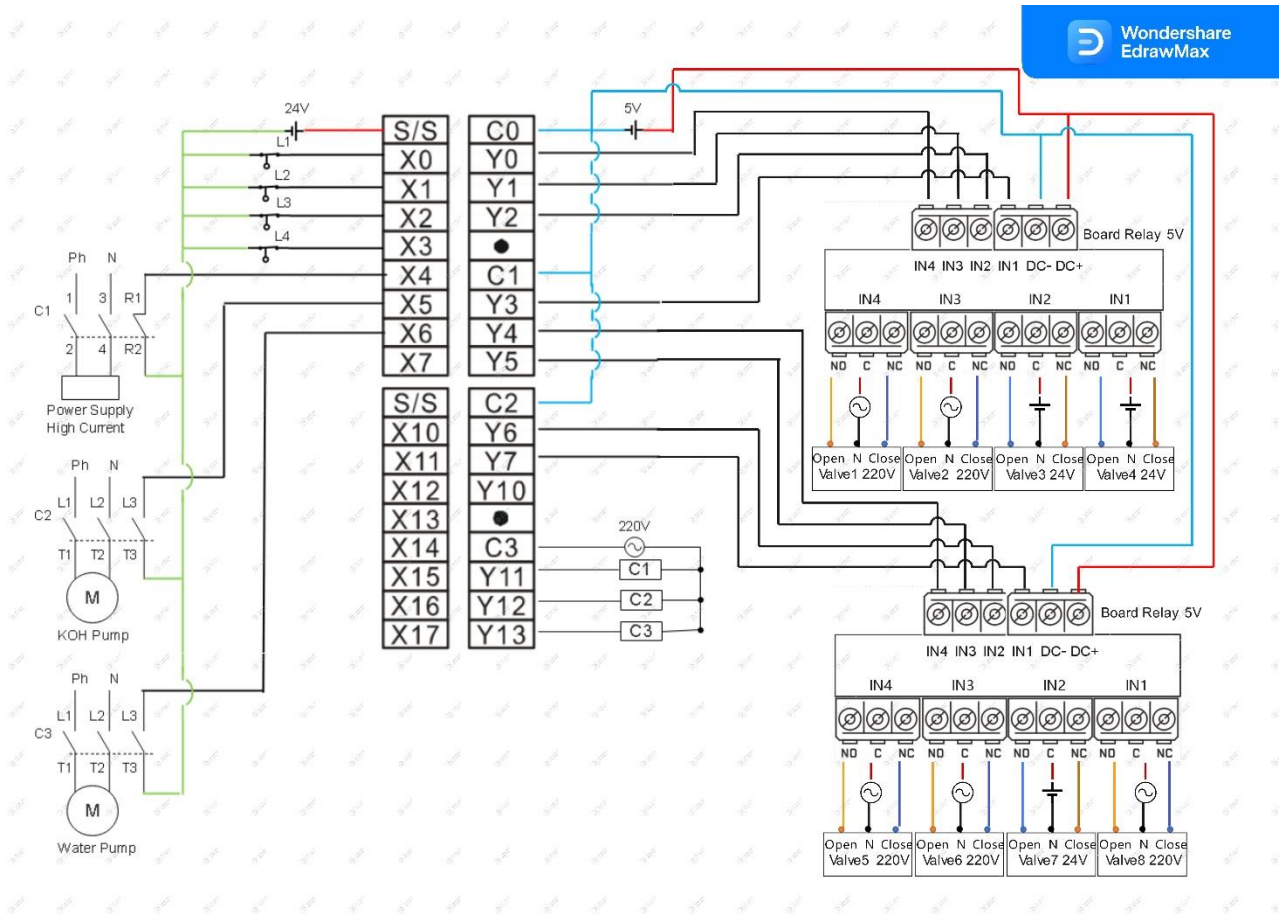 Wondershare
EdrawMax
24V
5V
S/S
X0
X1
X2
X3
X4
X5
X6
X7
S/S
X10
X11
X12
X13
X14
X15
X16
X17
C0
Y0
Y1
Y2
C1
Y3
Y4
Y5
C2
Y6
Y7
Y10
C3
Y11
Y12
Y13
L1
L2
L3
L4
Ph N
1 3 R1
C1
2 4 R2
Power Supply
High Current
Ph N
L1 L2 L3
C2
T1 T2 T3
M
KOH Pump
Ph N
L1 L2 L3
C3
T1 T2 T3
M
Water Pump
220V
C1
C2
C3
Board Relay 5V
IN4 IN3 IN2 IN1 DC- DC+
IN4 IN3 IN2 IN1
NO C NC NO C NC NO C NC NO C NC
Open N Close Open N Close Open N Close Open N Close
Valve1 220V Valve2 220V Valve3 24V Valve4 24V
Board Relay 5V
IN4 IN3 IN2 IN1 DC- DC+
IN4 IN3 IN2 IN1
NO C NC NO C NC NO C NC NO C NC
Open N Close Open N Close Open N Close Open N Close
Valve5 220V Valve6 220V Valve7 24V Valve8 220V